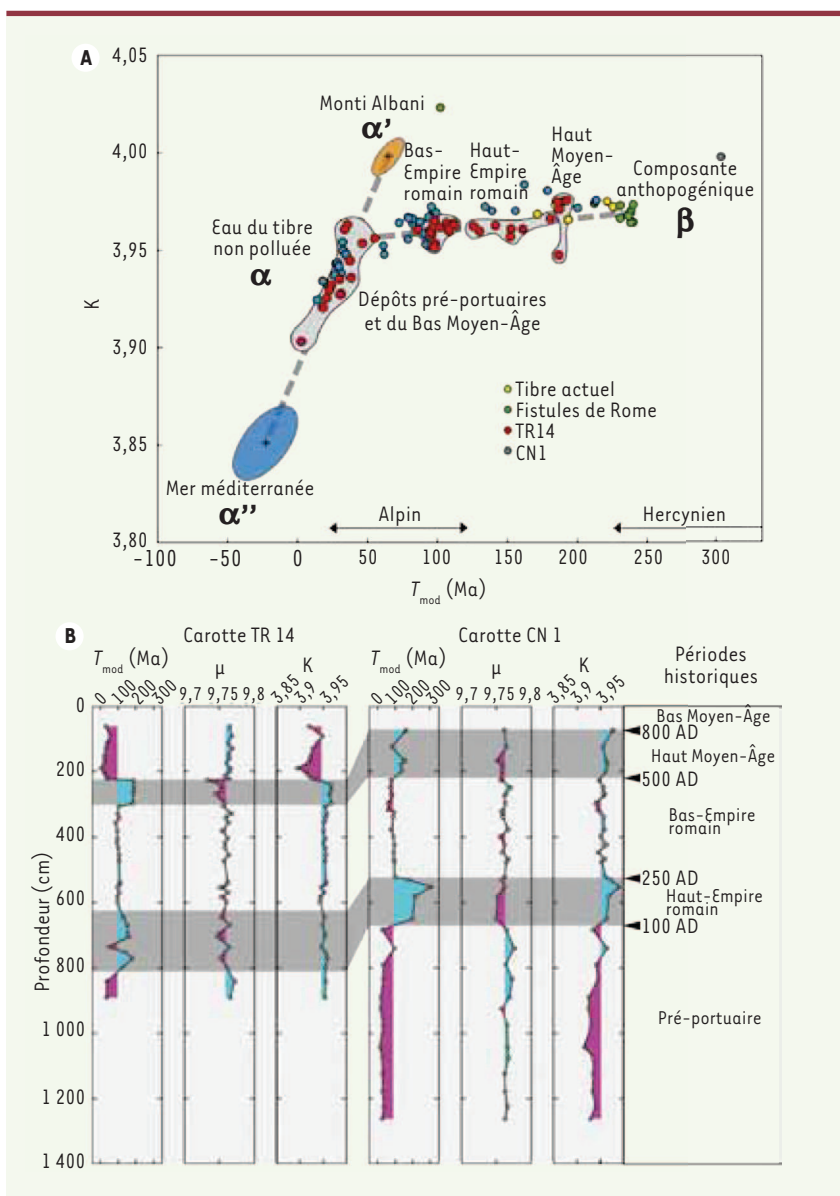 A
4,05
4,00
3,95
3,90
3,85
3,80
K
Monti Albani
α'
Bas-
Empire
romain
Haut-
Empire
romain
Haut
Moyen-
Âge
Composante
anthopogénique
β
Eau du tibre
non polluée
α
Dépôts pré-portuaires
et du Bas Moyen-Âge
Tibre actuel
Fistules de Rome
TR14
CN1
Mer méditerranée
α''
Alpin
Hercynien
-100 -50 0 50 100 150 200 250 300
Tmod (Ma)
B
Carotte TR 14
Carotte CN 1
Tmod (Ma)
µ
K
Tmod (Ma)
µ
K
Périodes
historiques
0 100 200 300
9,7 9,75 9,8
3,85 3,9 3,95
0 100 200 300
9,7 9,75 9,8
3,85 3,9 3,95
0
200
400
600
800
1 000
1 200
1 400
Profondeur (cm)
Bas Moyen-Âge
800 AD
Haut Moyen-Âge
500 AD
Bas-Empire
romain
250 AD
Haut-Empire
romain
100 AD
Pré-portuaire